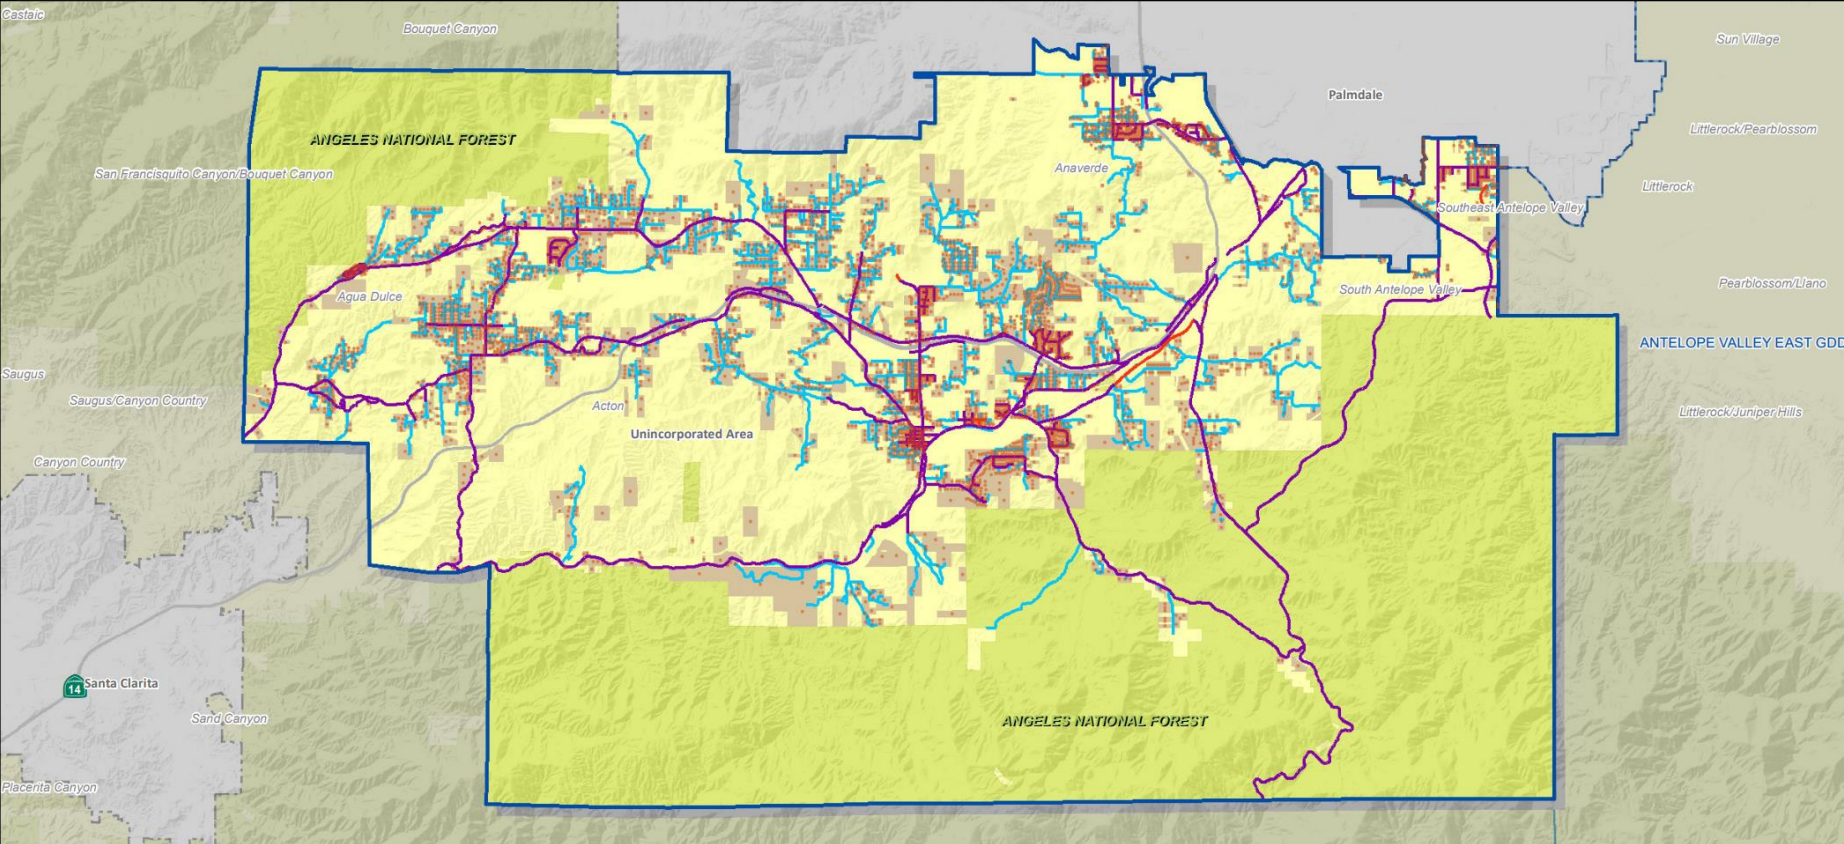 Castaic
Bouquet Canyon
Sun Village
Palmdale
Littlerock/Pearblossom
ANGELES NATIONAL FOREST
Anaverde
San Francisquito Canyon/Bouquet Canyon
Littlerock
Southeast Antelope Valley
Agua Dulce
South Antelope Valley
Pearblossom/Llano
ANTELOPE VALLEY EAST GDD
Saugus
Saugus/Canyon Country
Acton
Littlerock/Juniper Hills
Unincorporated Area
Canyon Country
14
Santa Clarita
Sand Canyon
ANGELES NATIONAL FOREST
Placerita Canyon